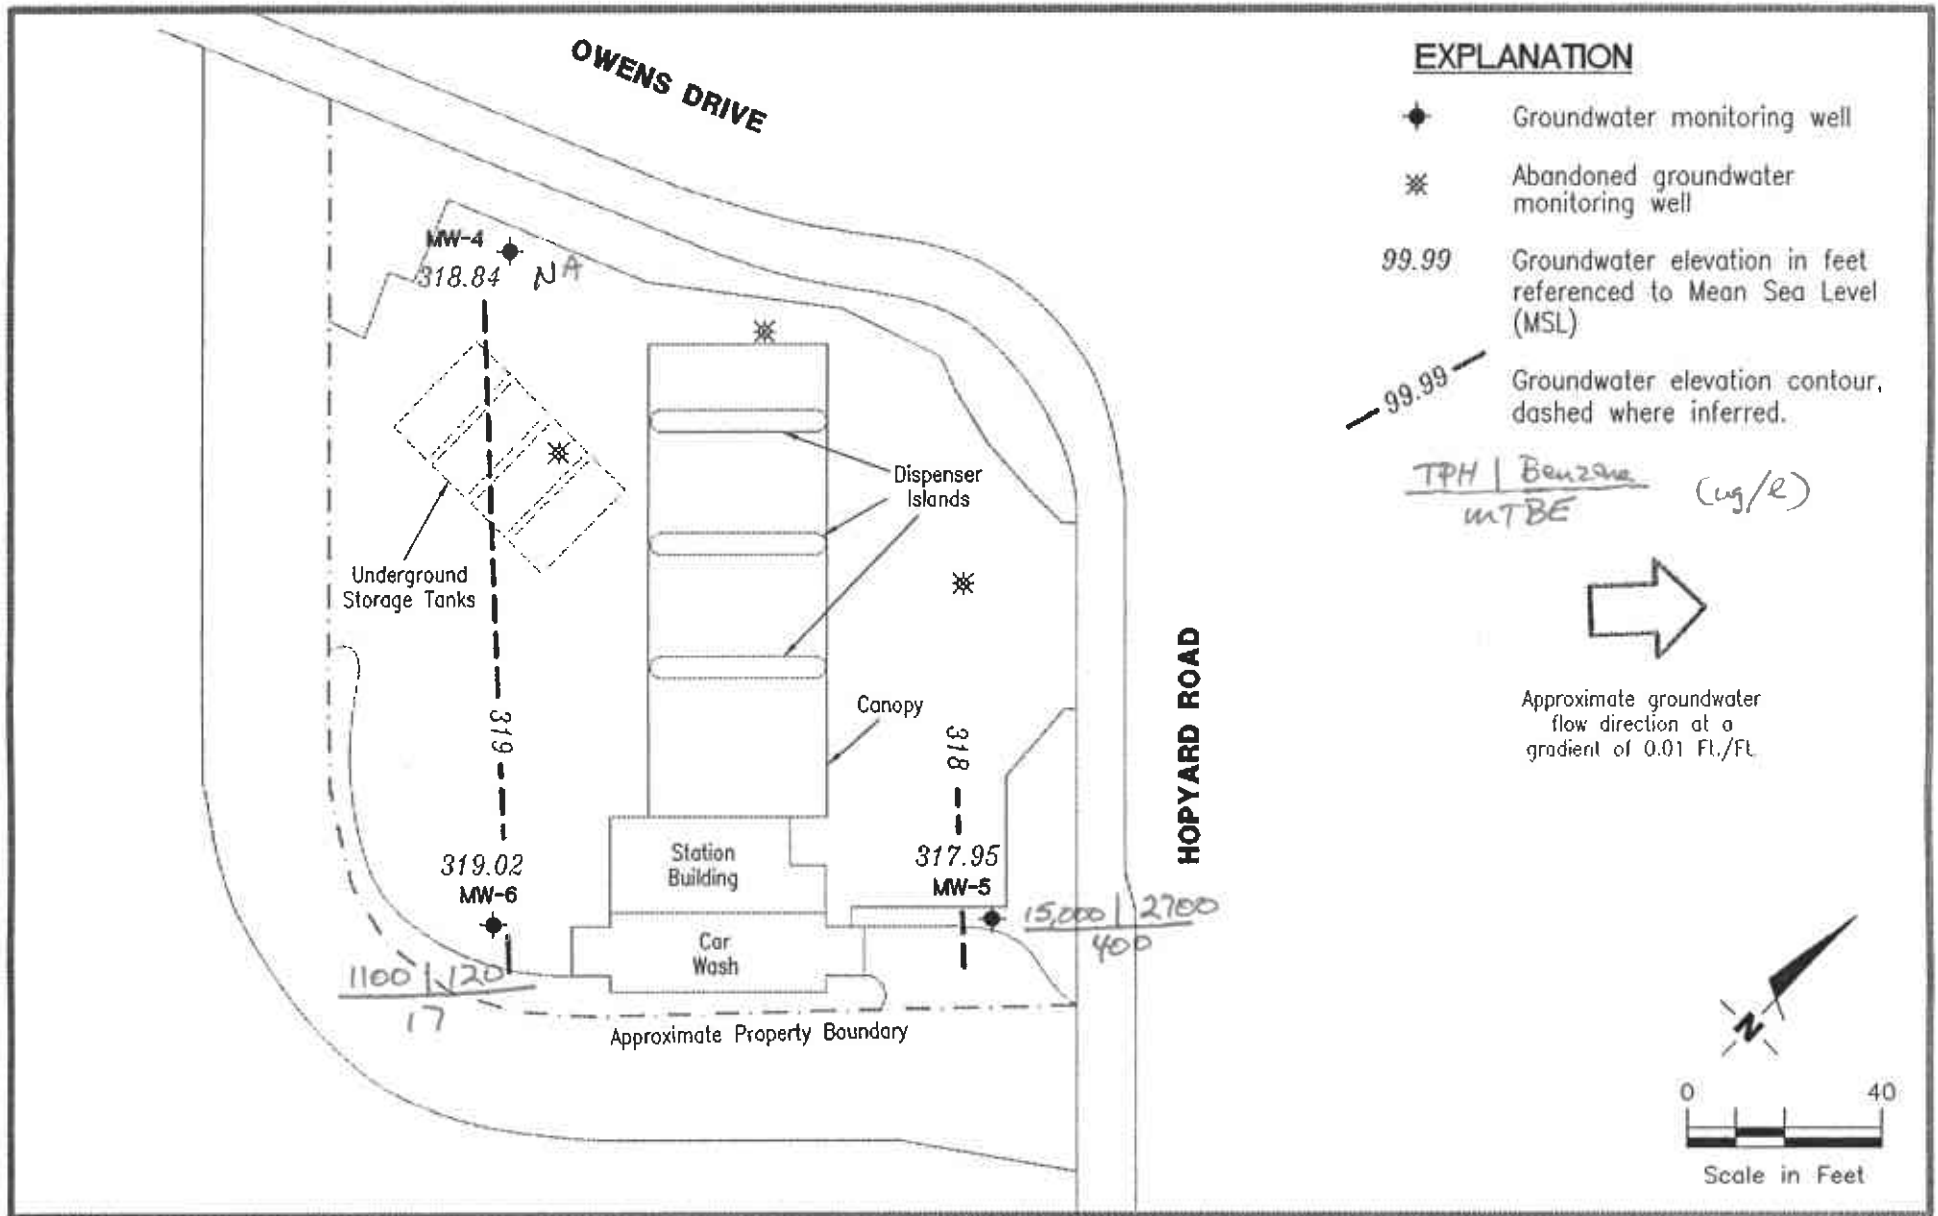 OWENS DRIVE
EXPLANATION
Groundwater monitoring well
Abandoned groundwater
monitoring well
99.99
Groundwater elevation in feet
referenced to Mean Sea Level
(MSL)
99.99
Groundwater elevation contour,
dashed where inferred.
TPH | Benzene
mTBE
(ug/l)
Approximate groundwater
flow direction at a
gradient of 0.01 Ft./Ft.
MW-4
318.84
NA
Dispenser
Islands
Underground
Storage Tanks
Canopy
319
318
HOPYARD ROAD
319.02
MW-6
Station
Building
317.95
MW-5
15,000 | 2700
400
Car
Wash
1100 | 120
17
Approximate Property Boundary
N
0 40
Scale in Feet